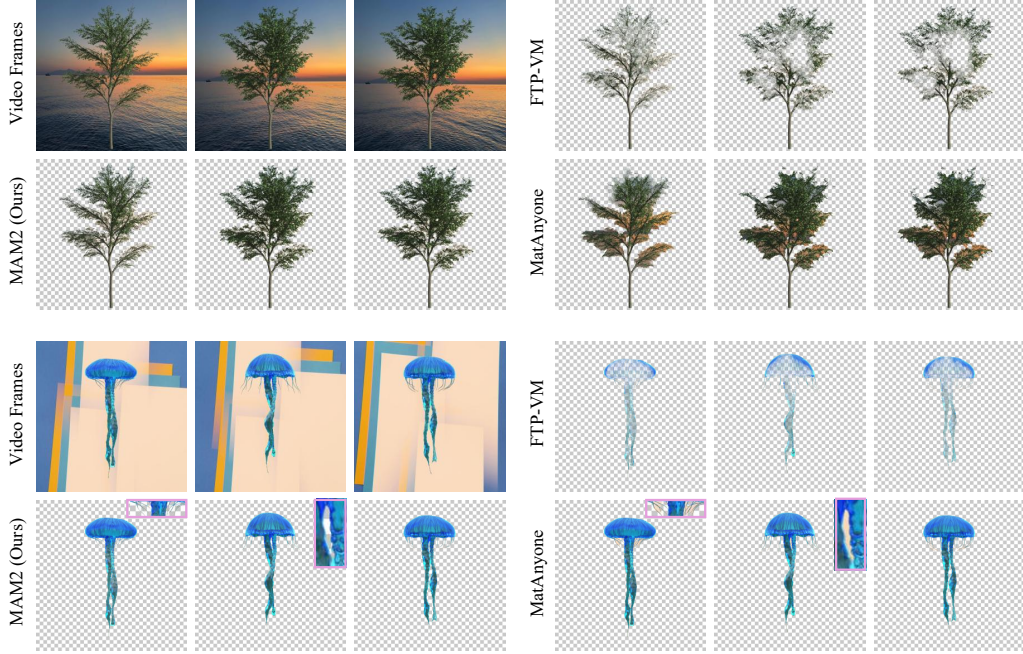 Video Frames
FTP-VM
MAM2 (Ours)
MatAnyone
Video Frames
FTP-VM
MAM2 (Ours)
MatAnyone